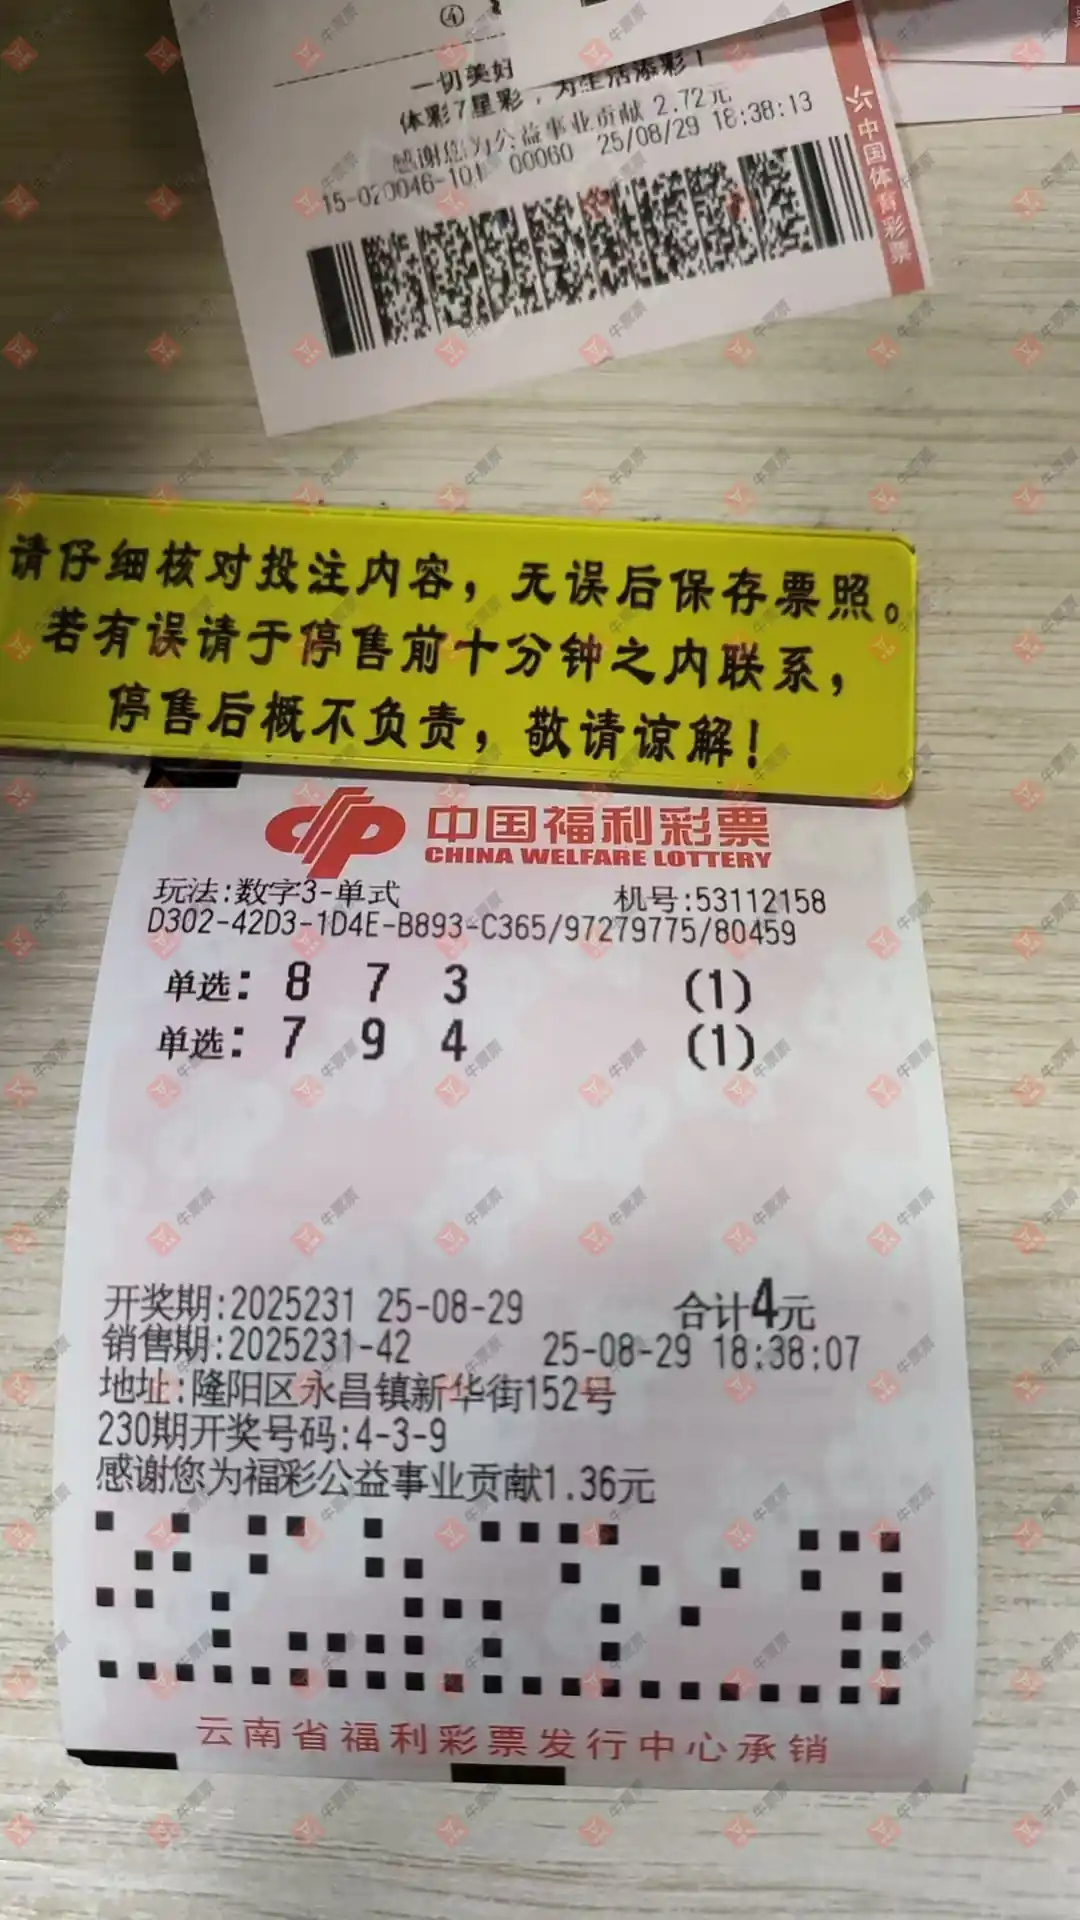 ④
一切美好
体彩7星彩，为生活添彩！
感谢您为公益事业贡献 2.72元
15-020046-101 00060 25/08/29 18:38:13
中国体育彩票
请仔细核对投注内容，无误后保存票照。
若有误请于停售前十分钟之内联系，
停售后概不负责，敬请谅解！
中国福利彩票
CHINA WELFARE LOTTERY
玩法:数字3-单式 机号:53112158
D302-42D3-1D4E-B893-C365/97279775/80459
单选: 8 7 3 (1)
单选: 7 9 4 (1)
开奖期:2025231 25-08-29 合计4元
销售期:2025231-42 25-08-29 18:38:07
地址:隆阳区永昌镇新华街152号
230期开奖号码:4-3-9
感谢您为福彩公益事业贡献1.36元
云南省福利彩票发行中心承销
牛票票